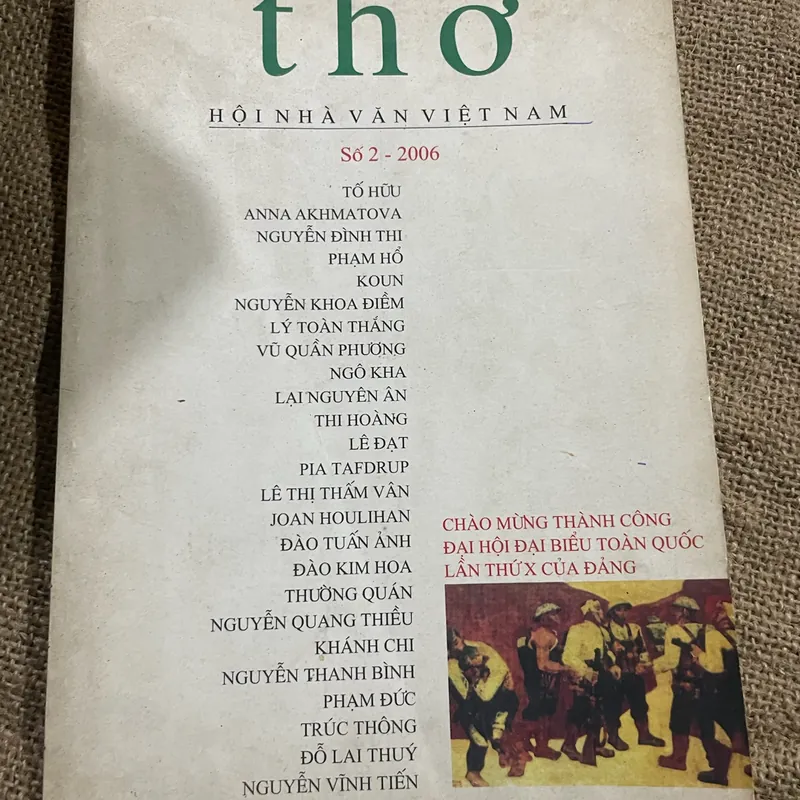 thơ
HỘI NHÀ VĂN VIỆT NAM
Số 2 - 2006
TỐ HỮU
ANNA AKHMATOVA
NGUYỄN ĐÌNH THI
PHẠM HỔ
KOUN
NGUYỄN KHOA ĐIỀM
LÝ TOÀN THẮNG
VŨ QUẦN PHƯƠNG
NGÔ KHA
LẠI NGUYÊN ÂN
THI HOÀNG
LÊ ĐẠT
PIA TAFDRUP
LÊ THỊ THẤM VÂN
JOAN HOULIHAN
ĐÀO TUẤN ẢNH
ĐÀO KIM HOA
THƯỜNG QUÁN
NGUYỄN QUANG THIỀU
KHÁNH CHI
NGUYỄN THANH BÌNH
PHẠM ĐỨC
TRÚC THÔNG
ĐỖ LAI THUÝ
NGUYỄN VĨNH TIẾN
CHÀO MỪNG THÀNH CÔNG
ĐẠI HỘI ĐẠI BIỂU TOÀN QUỐC
LẦN THỨ X CỦA ĐẢNG